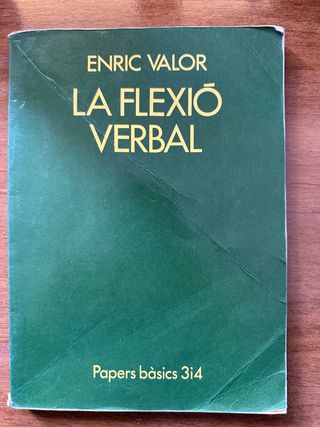 ENRIC VALOR
LA FLEXIÓ
VERBAL
Papers bàsics 3i4